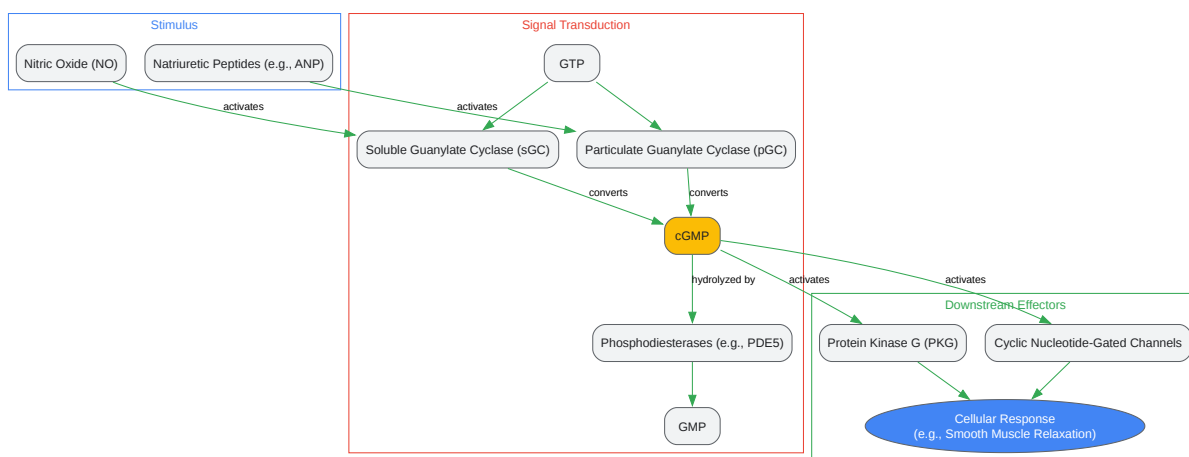 Stimulus
Signal Transduction
Nitric Oxide (NO)
Natriuretic Peptides (e.g., ANP)
GTP
activates
activates
Soluble Guanylate Cyclase (sGC)
Particulate Guanylate Cyclase (pGC)
converts
converts
cGMP
hydrolyzed by
activates
activates
Downstream Effectors
Phosphodiesterases (e.g., PDE5)
Protein Kinase G (PKG)
Cyclic Nucleotide-Gated Channels
GMP
Cellular Response
(e.g., Smooth Muscle Relaxation)